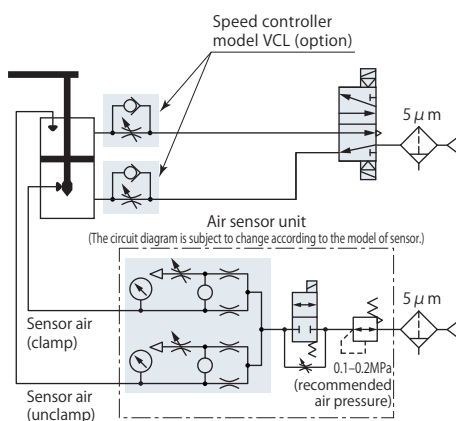 Speed controller
model VCL (option)
5 μm
Air sensor unit
(The circuit diagram is subject to change according to the model of sensor.)
5 μm
Sensor air
(clamp)
0.1–0.2MPa
(recommended
air pressure)
Sensor air
(unclamp)